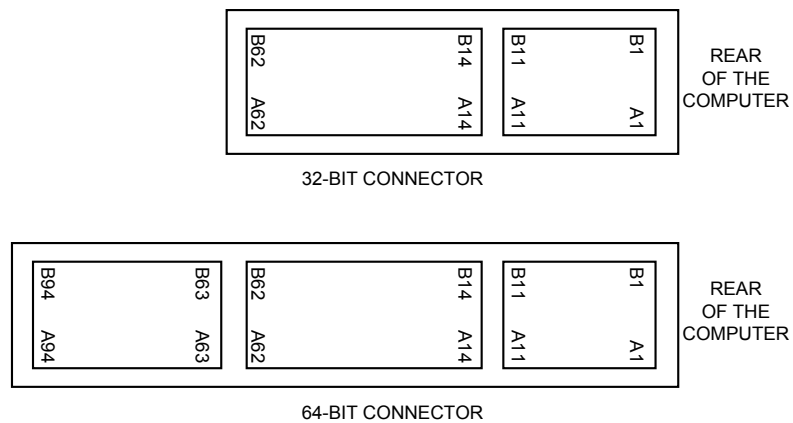 B62 B14 B11 B1
A62 A14 A11 A1
REAR
OF THE
COMPUTER
32-BIT CONNECTOR
B94 B63 B62 B14 B11 B1
A94 A63 A62 A14 A11 A1
REAR
OF THE
COMPUTER
64-BIT CONNECTOR